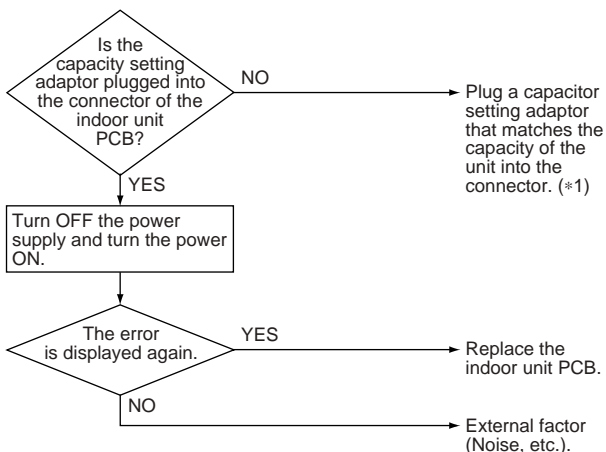 Is the
capacity setting
adaptor plugged into
the connector of the
indoor unit
PCB?
NO
Plug a capacitor
setting adaptor
that matches the
capacity of the
unit into the
connector. (*1)
YES
Turn OFF the power
supply and turn the power
ON.
The error
is displayed again.
YES
Replace the
indoor unit PCB.
NO
External factor
(Noise, etc.).